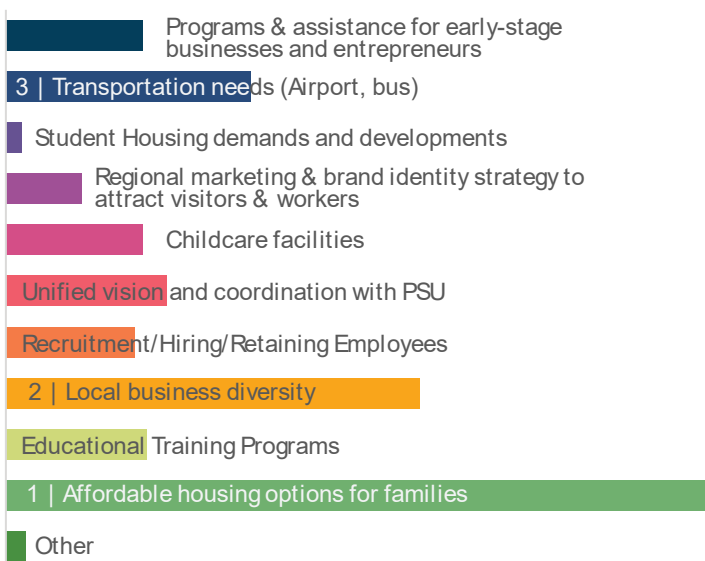 Programs & assistance for early-stage
businesses and entrepreneurs
3 | Transportation needs (Airport, bus)
Student Housing demands and developments
Regional marketing & brand identity strategy to
attract visitors & workers
Childcare facilities
Unified vision and coordination with PSU
Recruitment/Hiring/Retaining Employees
2 | Local business diversity
Educational Training Programs
1 | Affordable housing options for families
Other